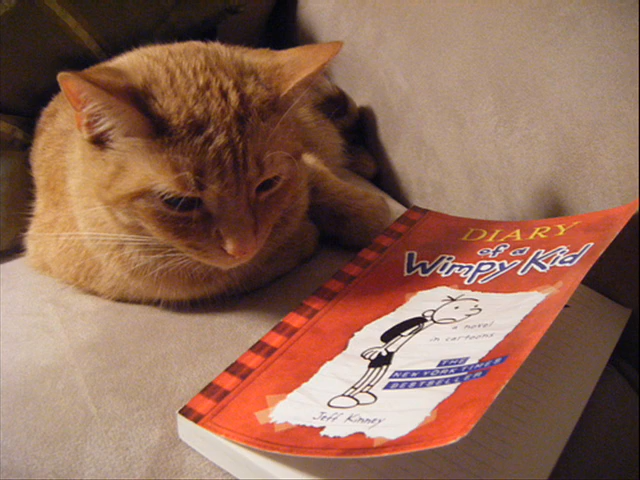 DIARY
of a
Wimpy Kid
a novel
in cartoons
THE
NEW YORK TIMES
BESTSELLER
Jeff Kinney